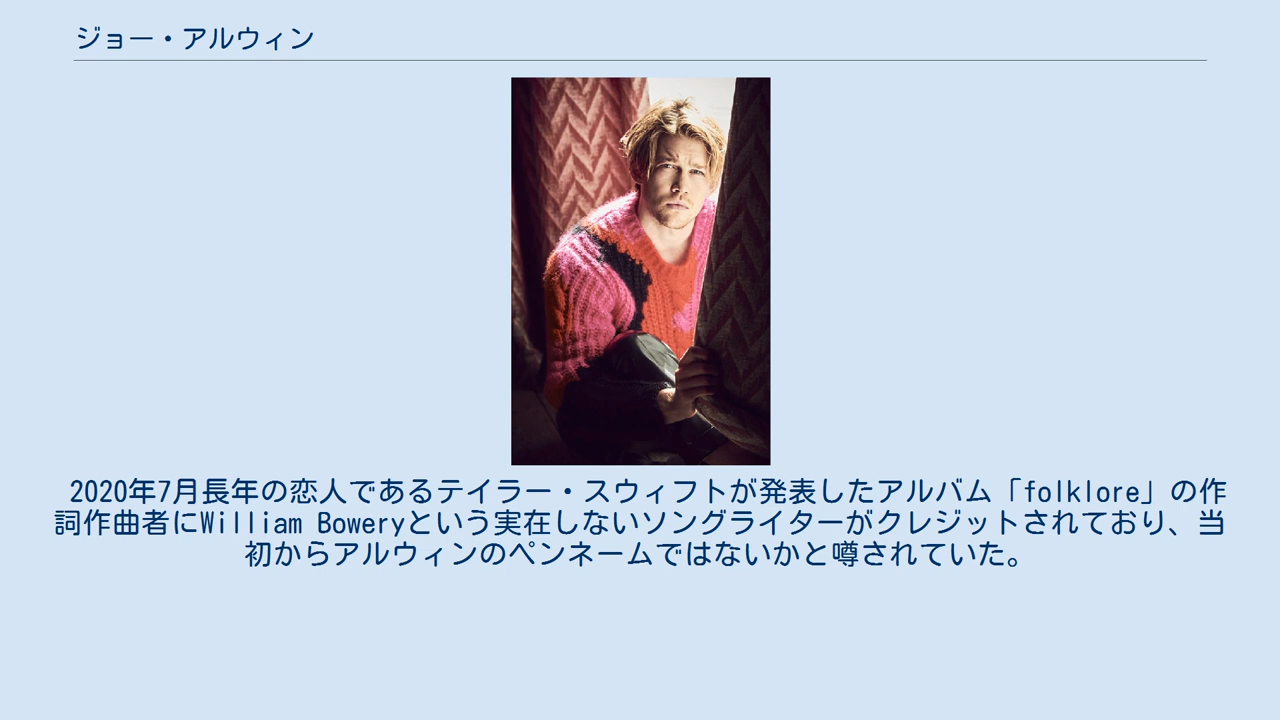 ジョー・アルウィン
2020年7月長年の恋人であるテイラー・スウィフトが発表したアルバム「folklore」の作
詞作曲者にWilliam Boweryという実在しないソングライターがクレジットされており、当
初からアルウィンのペンネームではないかと噂されていた。